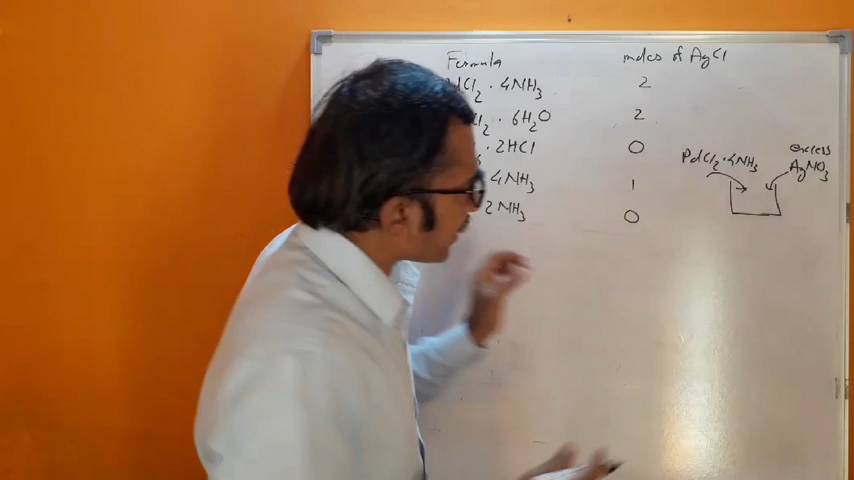 Formula moles of AgCl
dCl2 · 4NH3 2
Cl2 · 6H2O 2
· 2HCl 0
4NH3 1
2NH3 0
PdCl2·4NH3
excess
AgNO3